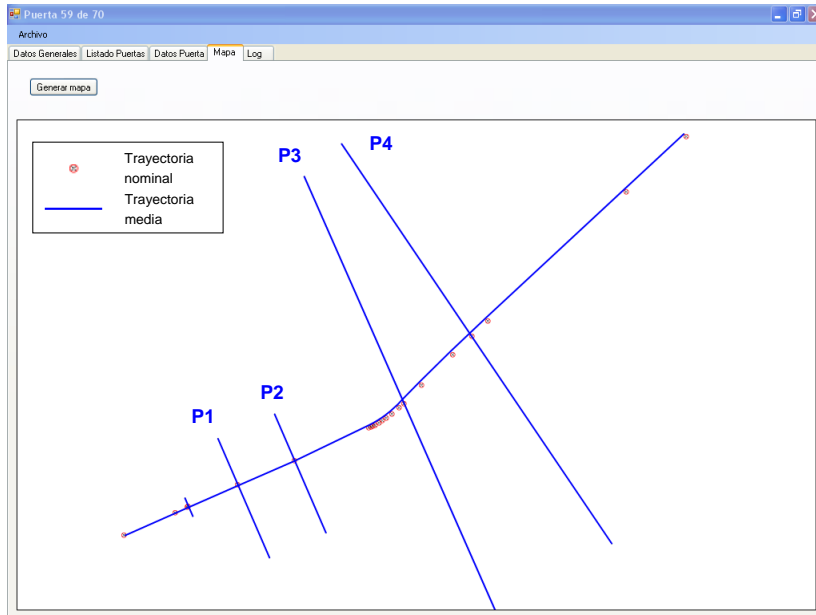 Puerta 59 de 70
Archivo
Datos Generales Listado Puertas Datos Puerta Mapa Log
Generar mapa
Trayectoria
nominal
Trayectoria
media
P1
P2
P3
P4